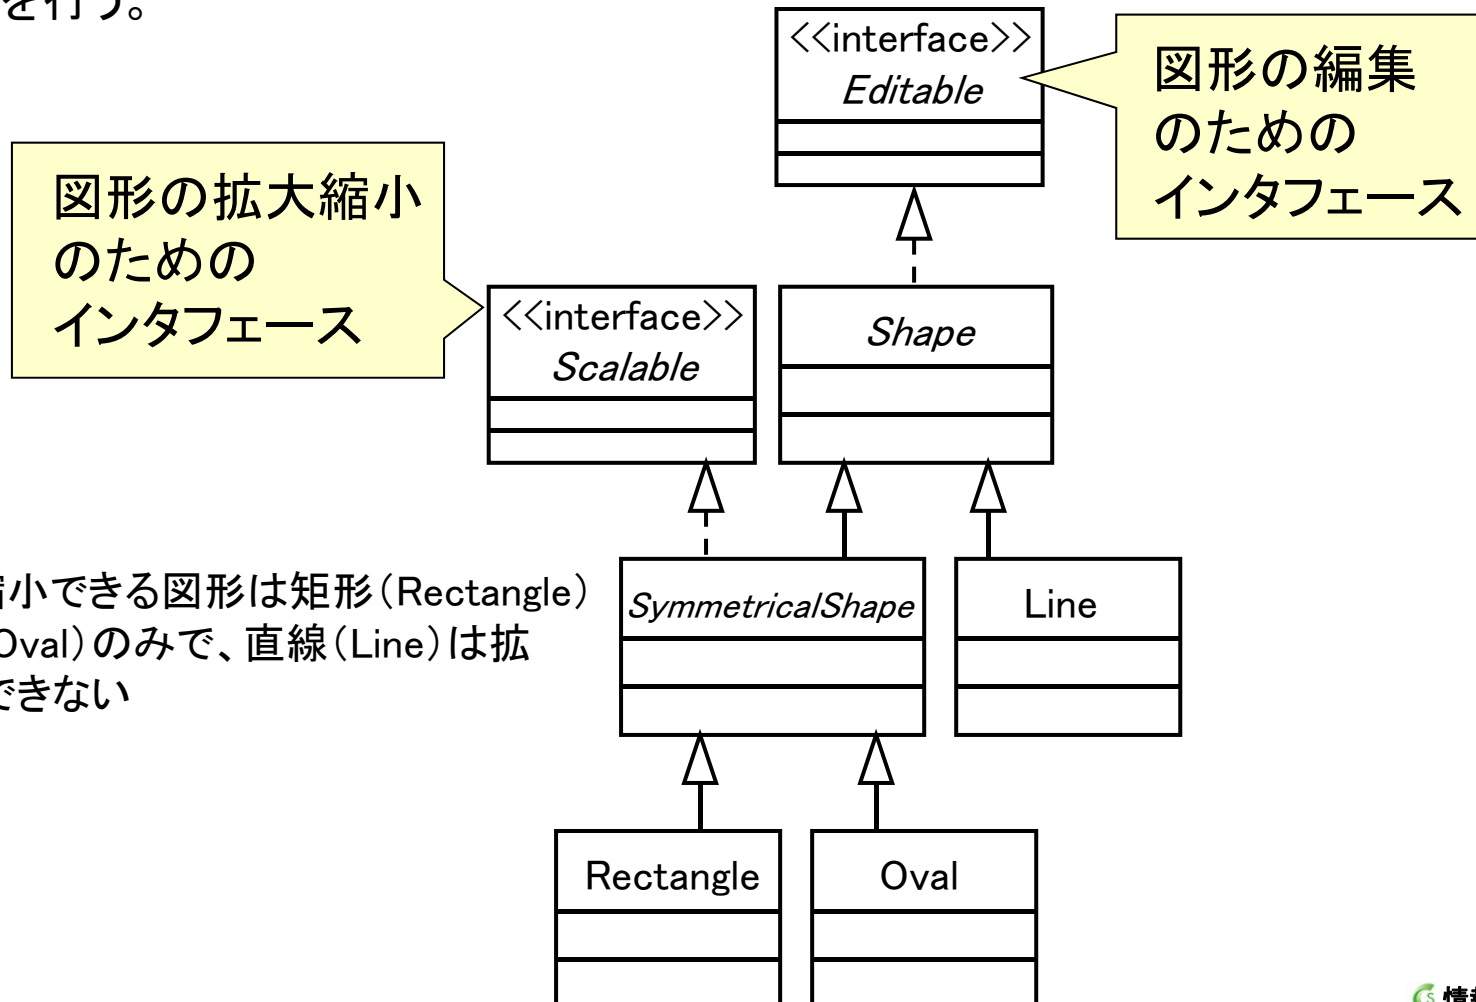 を行う。
<<interface>>
Editable
図形の編集
のための
インタフェース
図形の拡大縮小
のための
インタフェース
<<interface>>
Scalable
Shape
小できる図形は矩形(Rectangle)
Oval)のみで、直線(Line)は拡
できない
SymmetricalShape
Line
Rectangle
Oval